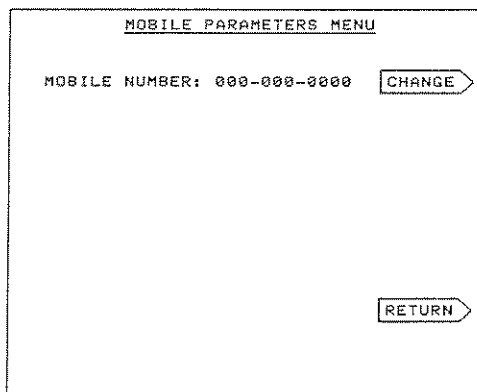 MOBILE PARAMETERS MENU
MOBILE NUMBER: 000-000-0000 CHANGE
RETURN